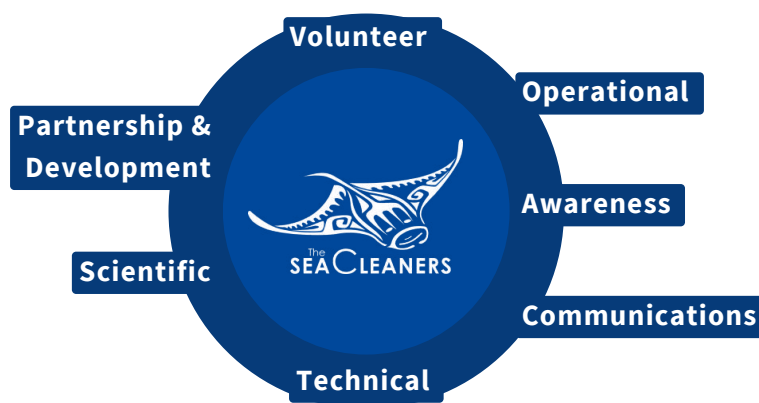 Volunteer
Operational
Partnership &
Development
Awareness
The
SEACLEANERS
Scientific
Communications
Technical